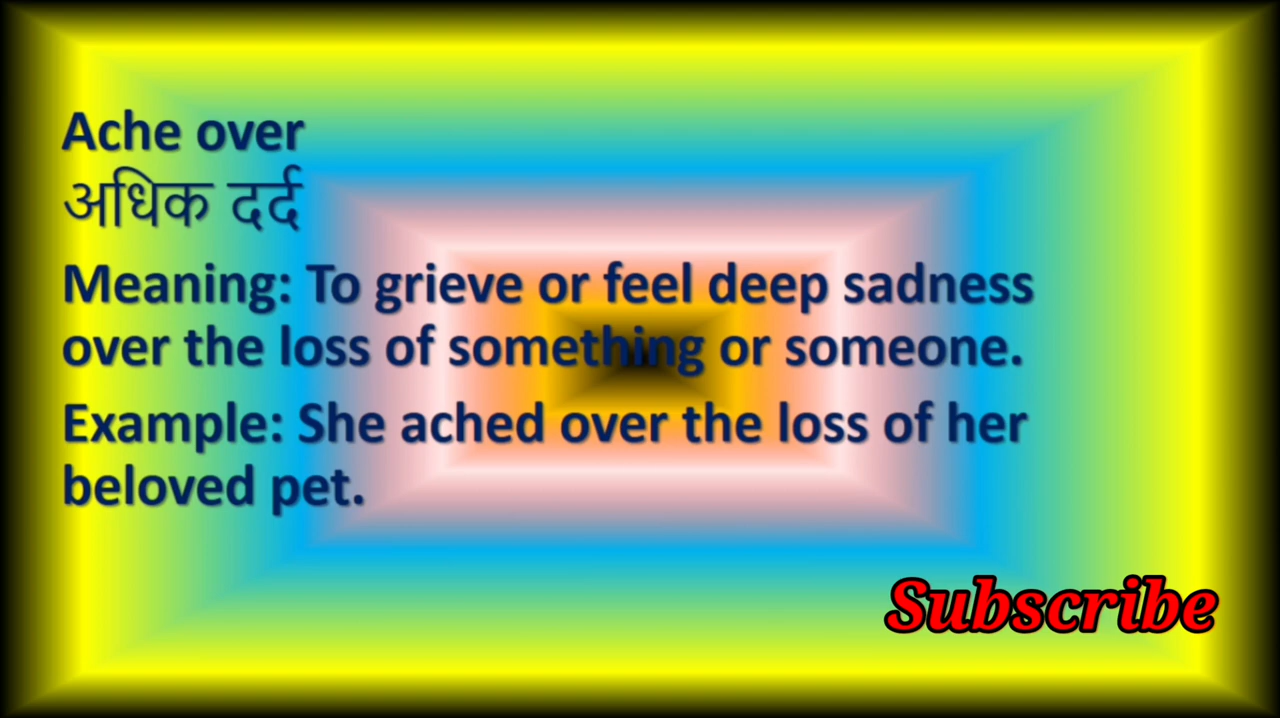 Ache over
अधिक दर्द
Meaning: To grieve or feel deep sadness
over the loss of something or someone.
Example: She ached over the loss of her
beloved pet.
Subscribe